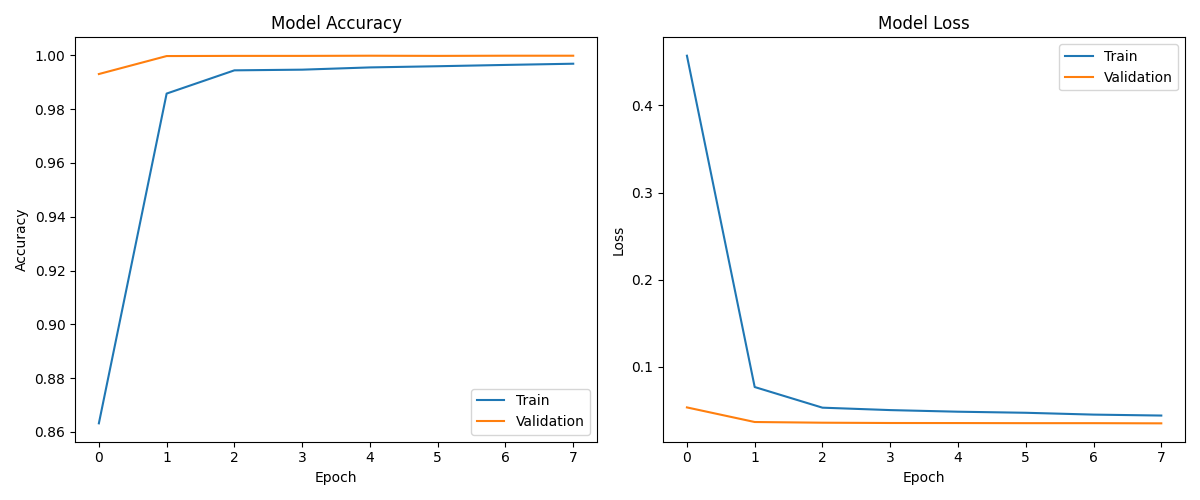 Model Accuracy
1.00
0.98
0.96
0.94
0.92
0.90
0.88
0.86
Accuracy
0 1 2 3 4 5 6 7
Epoch
Train
Validation
Model Loss
0.4
0.3
0.2
0.1
Loss
0 1 2 3 4 5 6 7
Epoch
Train
Validation